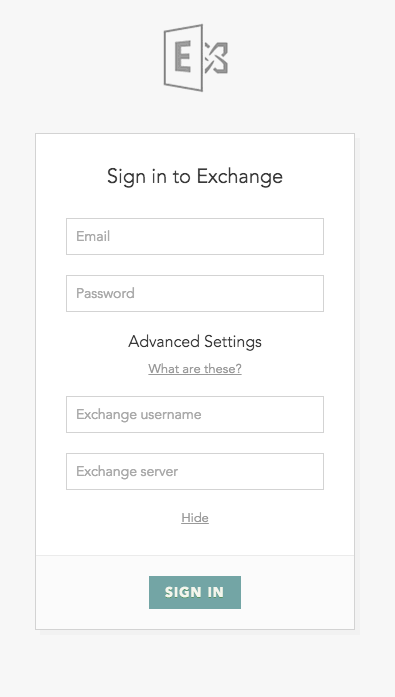 E
Sign in to Exchange
Email
Password
Advanced Settings
What are these?
Exchange username
Exchange server
Hide
SIGN IN